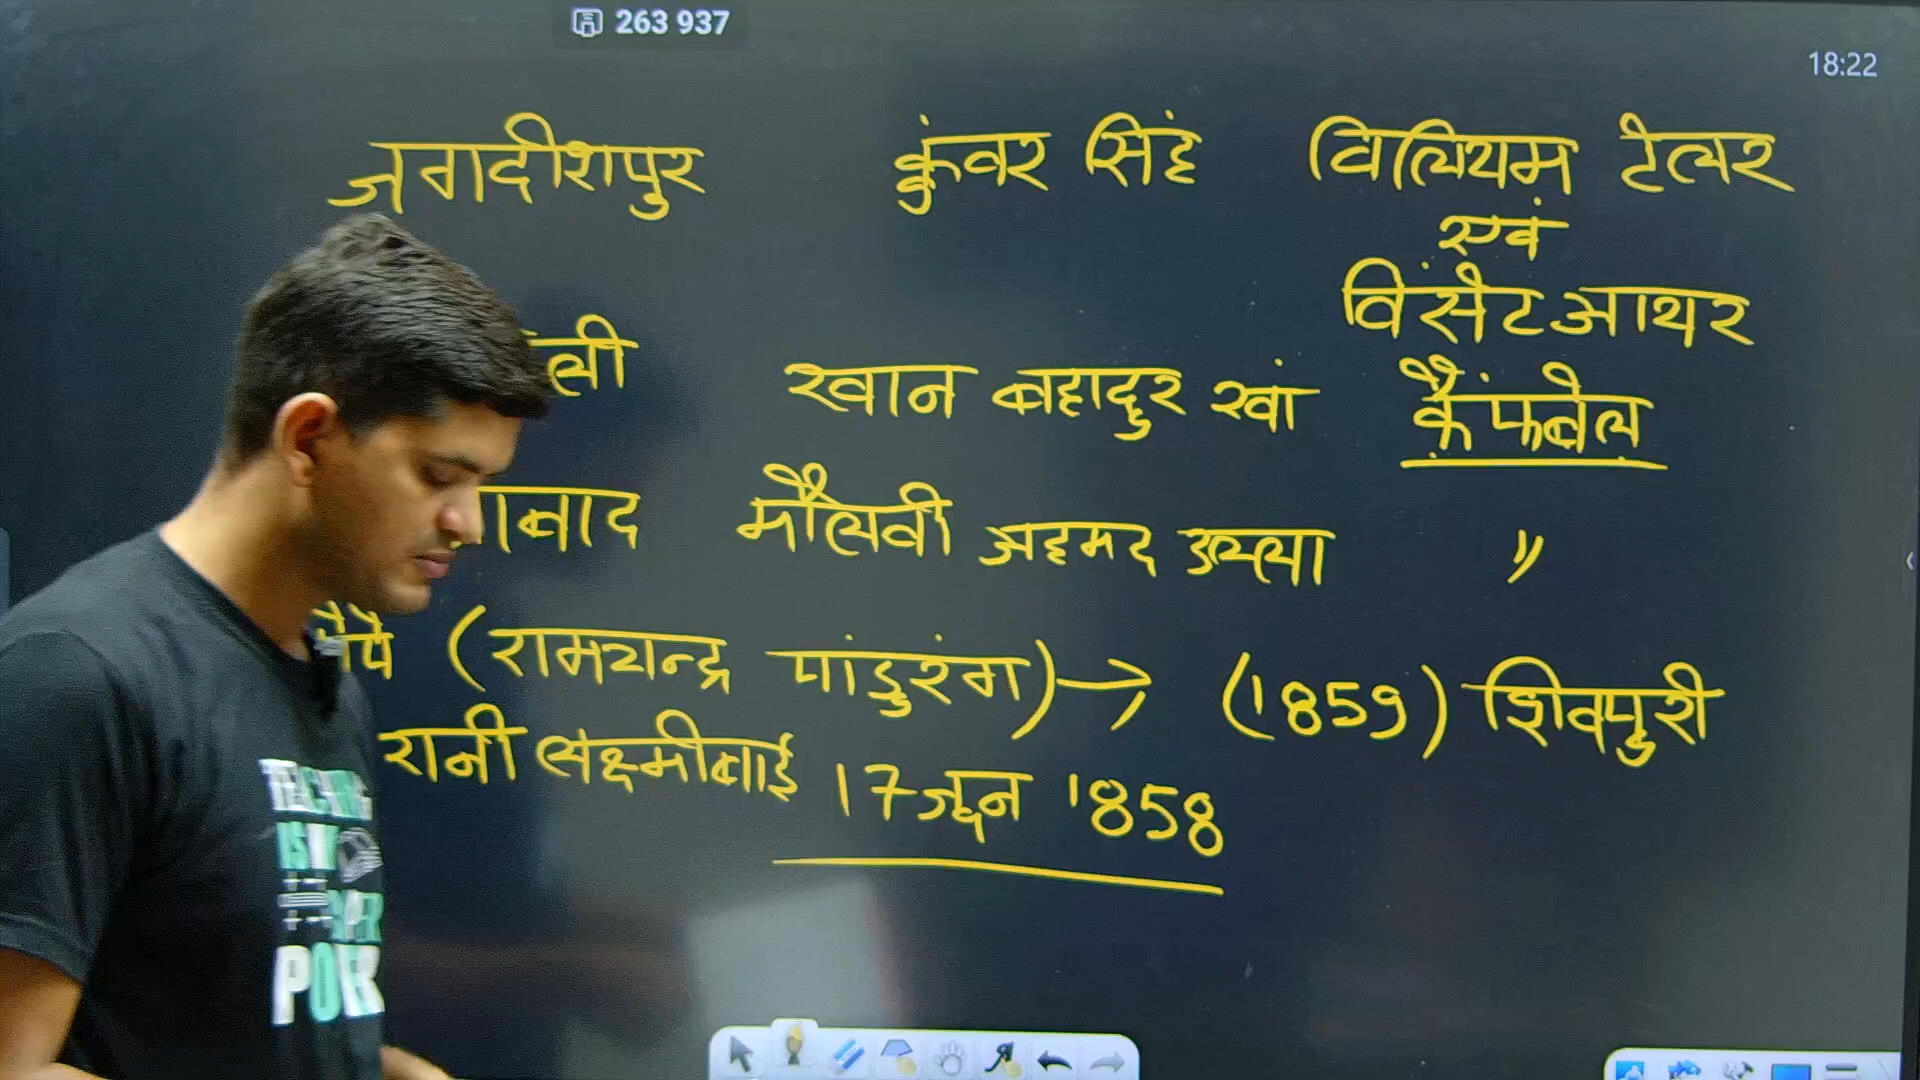 263 937
18:22
जगदीशपुर कुंवर सिंह विलियम टेलर
एवं
विंसेंट आयर
खान बहादुर खां कैंपबेल
मौलवी अहमद उल्ला "
(रामचन्द्र पांडुरंग) → (1859) शिवपुरी
रानी लक्ष्मीबाई 17 जून 1858
POWER